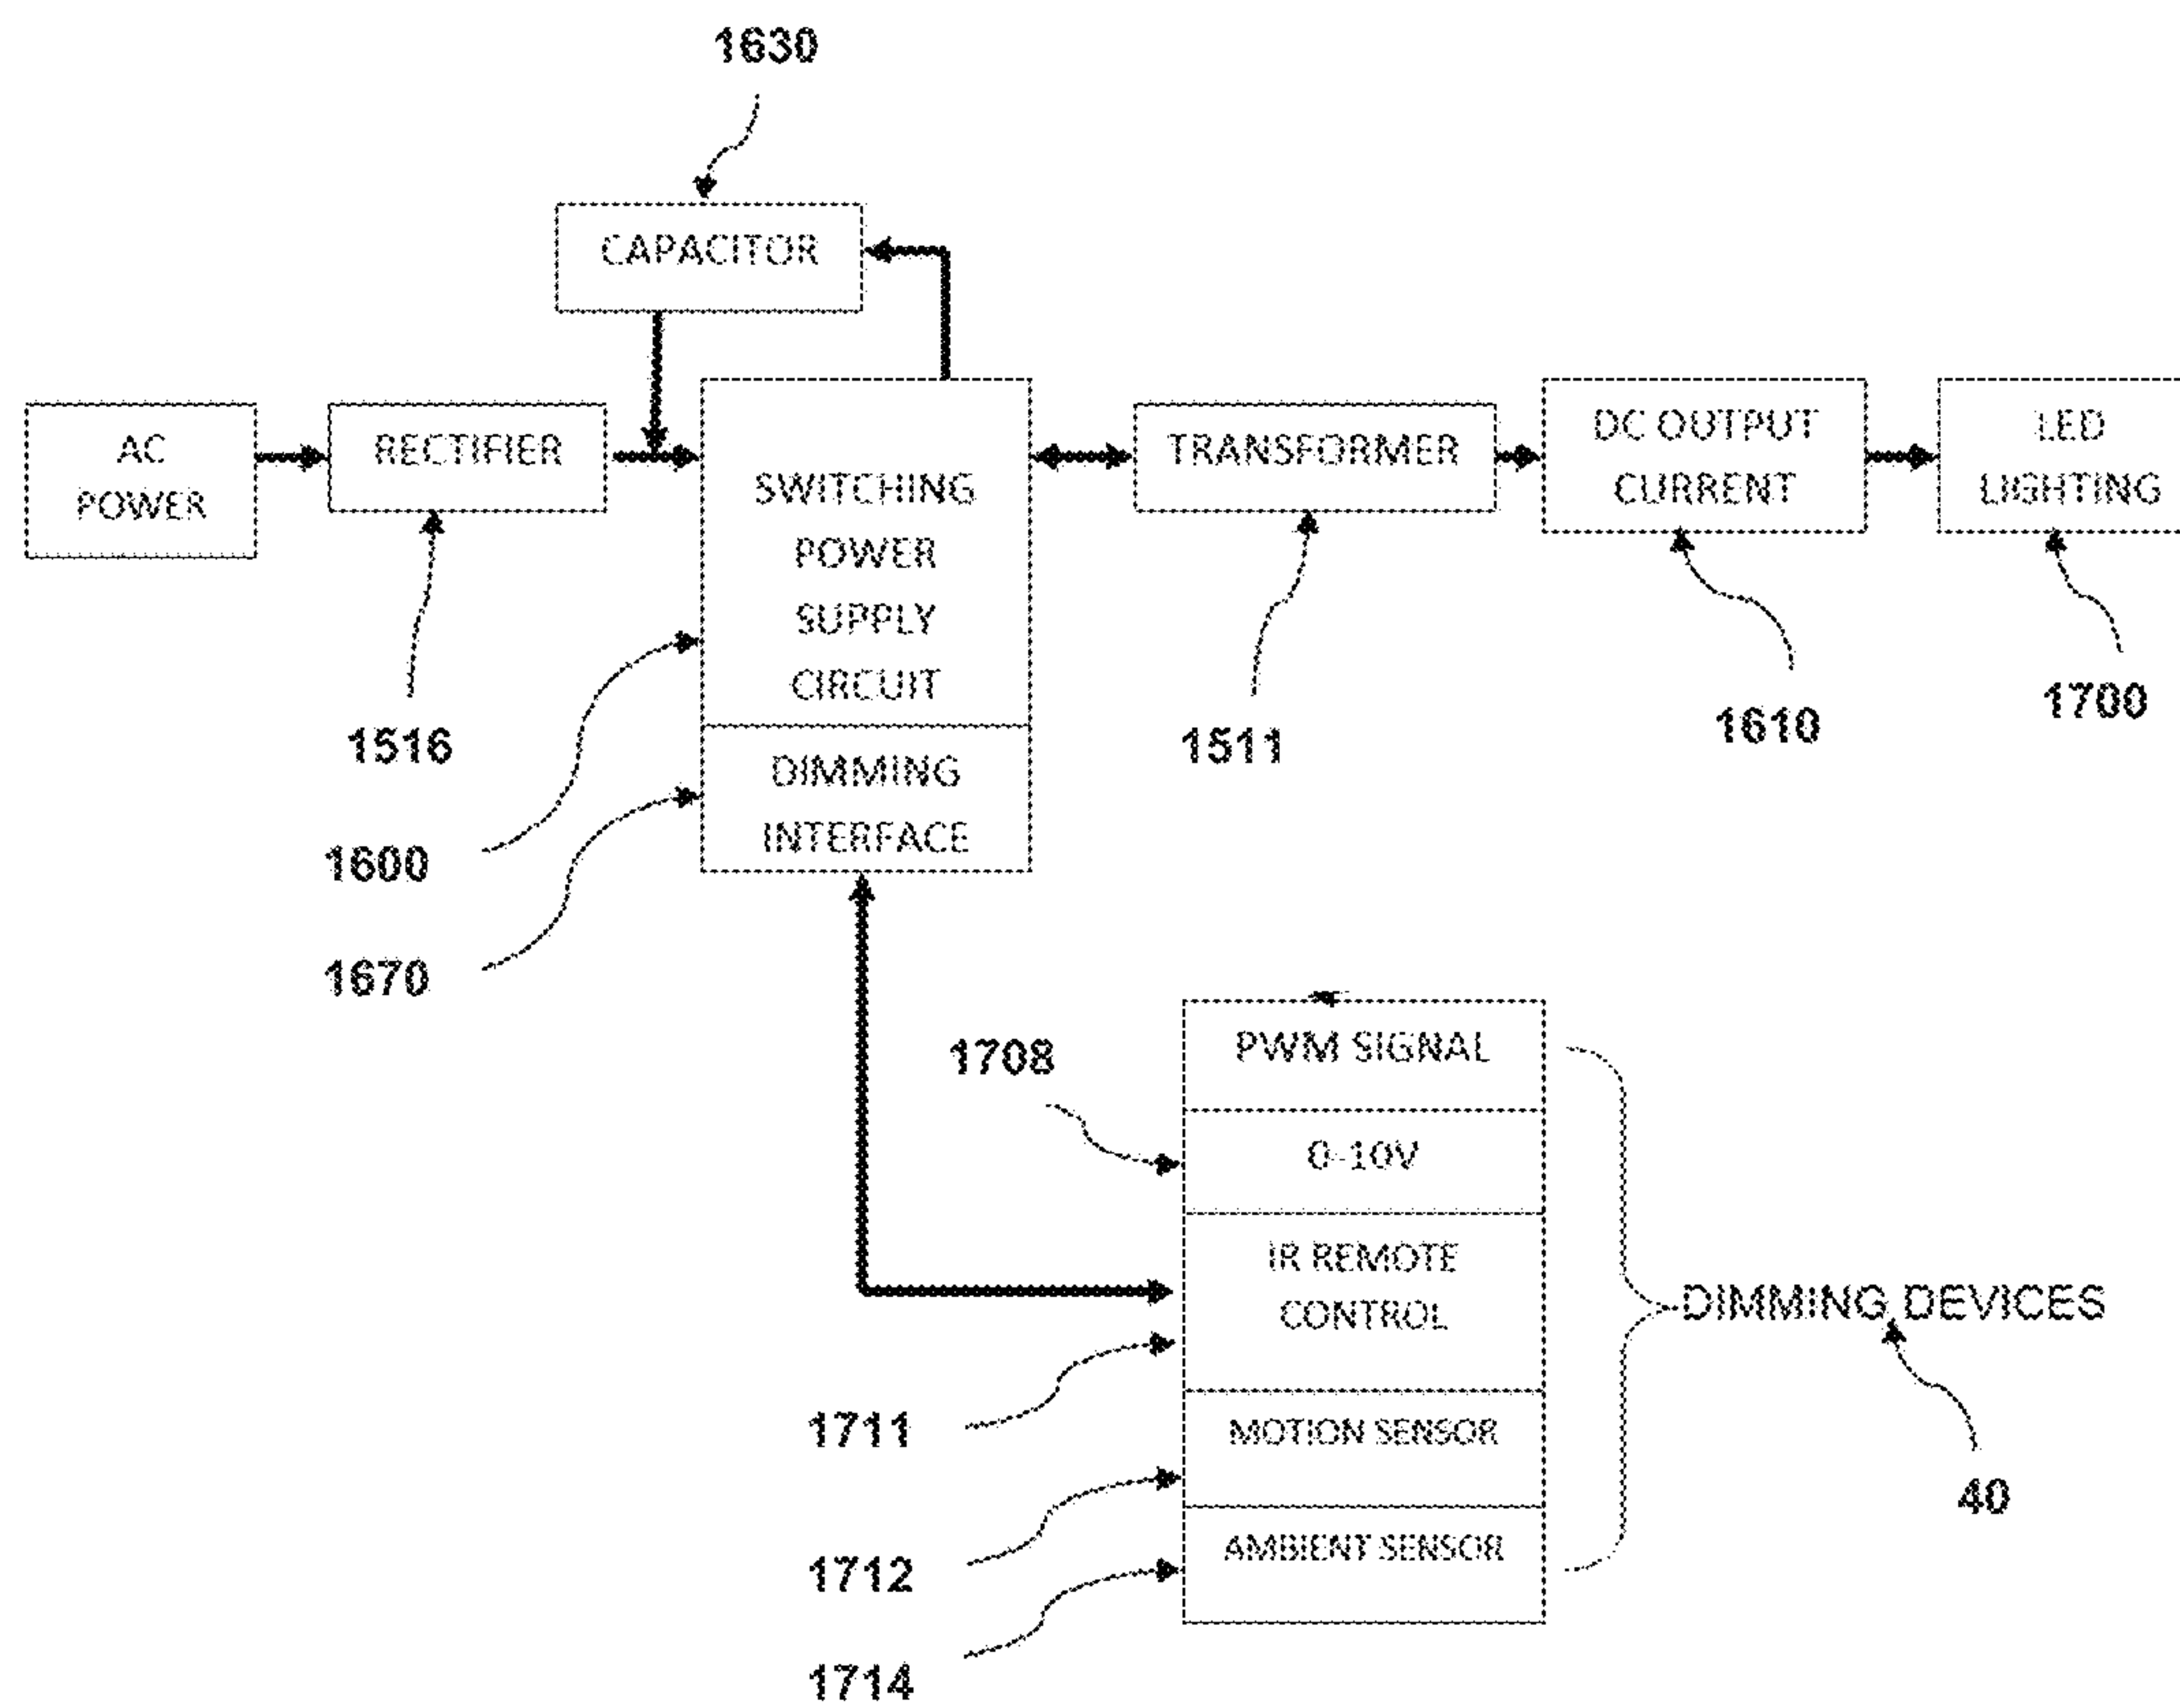 1630
CAPACITOR
AC
POWER
RECTIFIER
SWITCHING
POWER
SUPPLY
CIRCUIT
TRANSFORMER
DC OUTPUT
CURRENT
LED
LIGHTING
1516
1511
1610
1700
DIMMING
INTERFACE
1600
1670
1708
PWM SIGNAL
0-10V
IR REMOTE
CONTROL
DIMMING DEVICES
1711
MOTION SENSOR
40
1712
AMBIENT SENSOR
1714